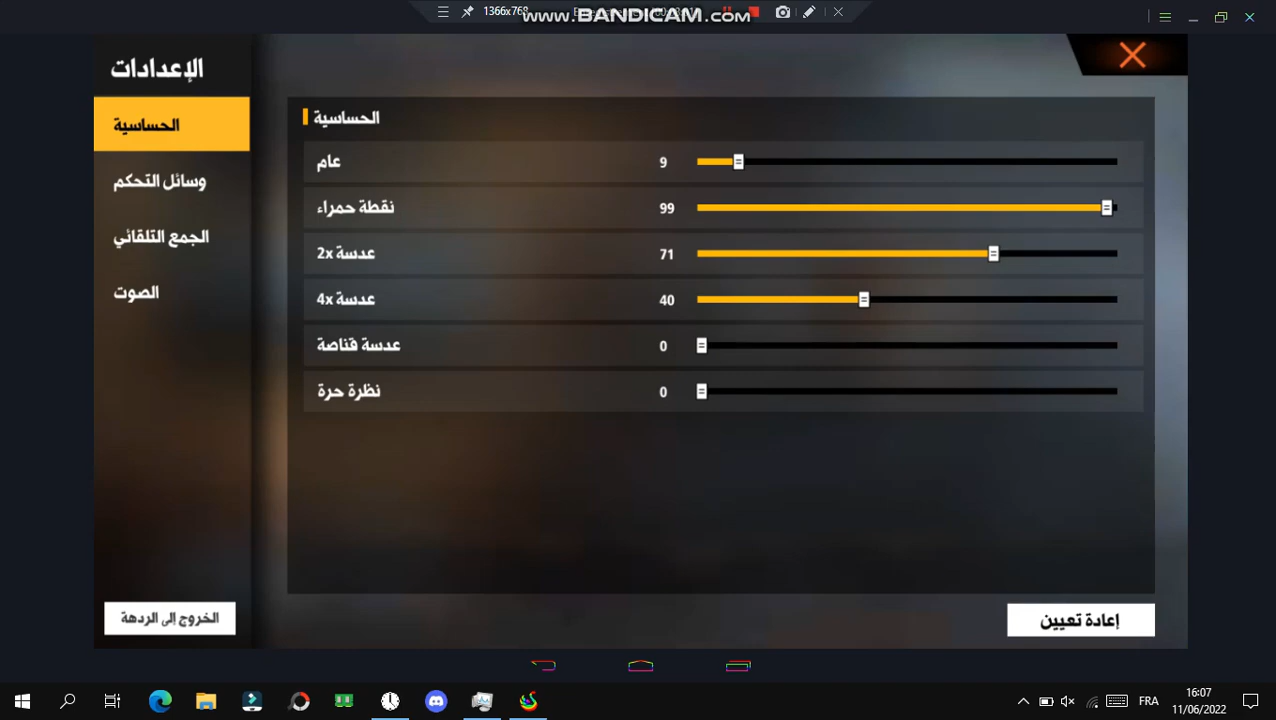 1366x768
www.BANDICAM.com
الإعدادات
الحساسية
وسائل التحكم
الجمع التلقائي
الصوت
الخروج إلى الردهة
الحساسية
عام 9
نقطة حمراء 99
عدسة 2x 71
عدسة 4x 40
عدسة قناصة 0
نظرة حرة 0
إعادة تعيين
FRA
16:07
11/06/2022